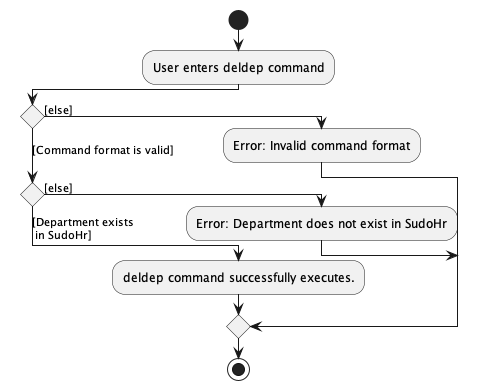 User enters deldep command
[else]
[Command format is valid]
Error: Invalid command format
[else]
[Department exists
in SudoHr]
Error: Department does not exist in SudoHr
deldep command successfully executes.